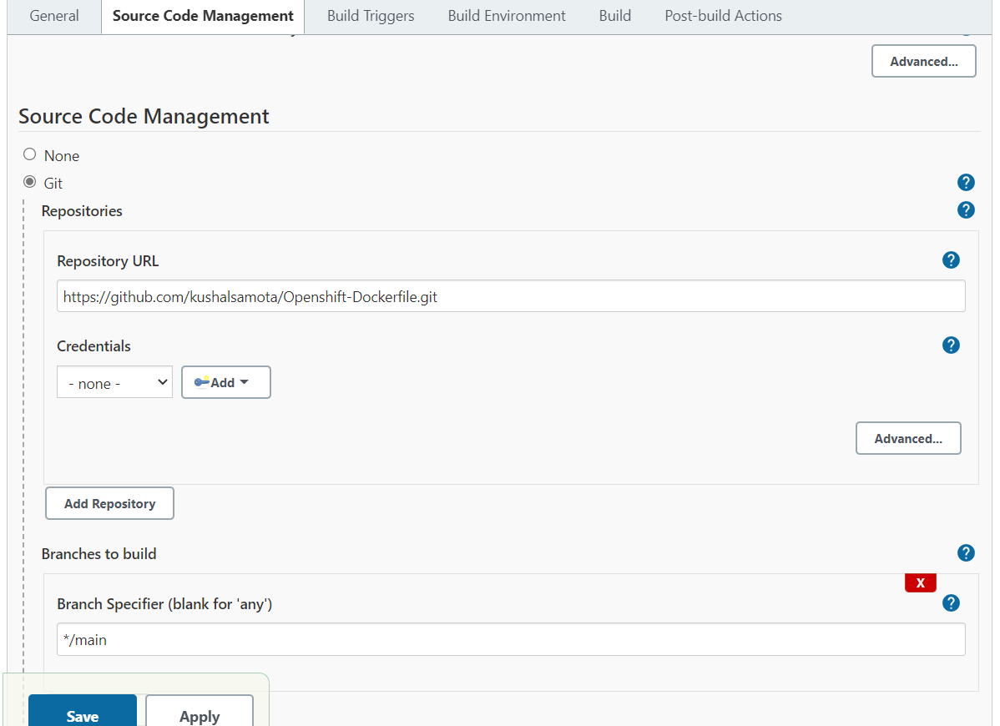 General Source Code Management Build Triggers Build Environment Build Post-build Actions
Advanced...
Source Code Management
None
Git
?
Repositories
?
Repository URL
?
https://github.com/kushalsamota/Openshift-Dockerfile.git
Credentials
?
- none -
Add
Advanced...
Add Repository
Branches to build
?
X
Branch Specifier (blank for 'any')
?
*/main
Save
Apply